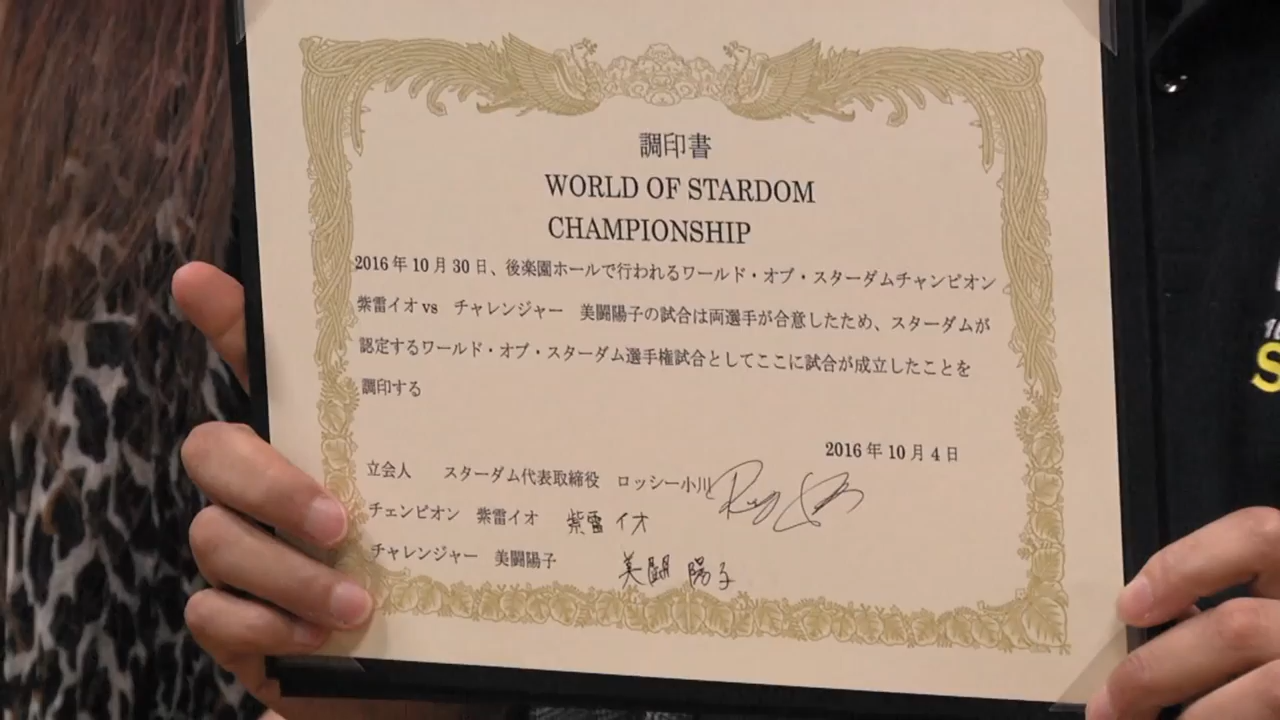 調印書
WORLD OF STARDOM
CHAMPIONSHIP
2016年10月30日、後楽園ホールで行われるワールド・オブ・スターダムチャンピオン
紫雷イオ vs チャレンジャー 美闘陽子の試合は両選手が合意したため、スターダムが
認定するワールド・オブ・スターダム選手権試合としてここに試合が成立したことを
調印する
2016年10月4日
立会人 スターダム代表取締役 ロッシー小川
チェンピオン 紫雷イオ 紫雷イオ
チャレンジャー 美闘陽子 美闘 陽子
S